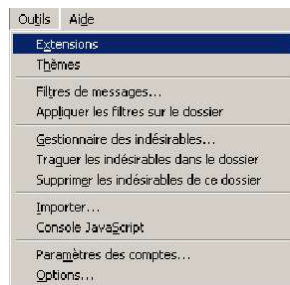 Outils Aide
Extensions
Thèmes
Filtres de messages...
Appliquer les filtres sur le dossier
Gestionnaire des indésirables...
Traquer les indésirables dans le dossier
Supprimer les indésirables de ce dossier
Importer...
Console JavaScript
Paramètres des comptes...
Options...